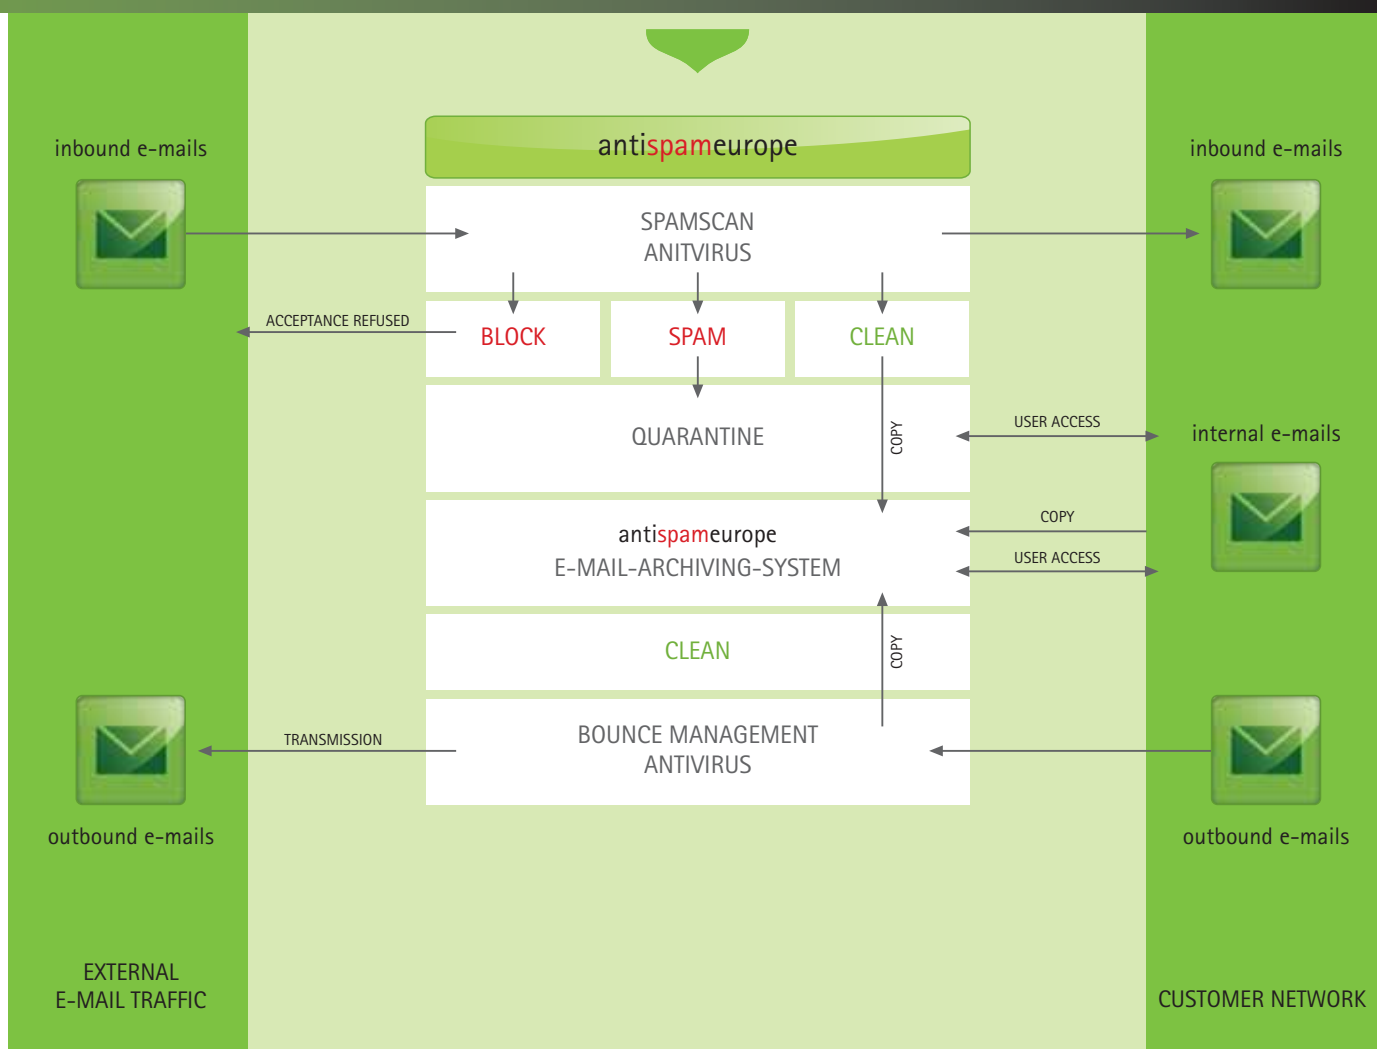 inbound e-mails
antispameurope
inbound e-mails
SPAMSCAN
ANITVIRUS
ACCEPTANCE REFUSED
BLOCK
SPAM
CLEAN
QUARANTINE
COPY
USER ACCESS
internal e-mails
antispameurope
E-MAIL-ARCHIVING-SYSTEM
COPY
USER ACCESS
CLEAN
COPY
TRANSMISSION
BOUNCE MANAGEMENT
ANTIVIRUS
outbound e-mails
outbound e-mails
EXTERNAL
E-MAIL TRAFFIC
CUSTOMER NETWORK